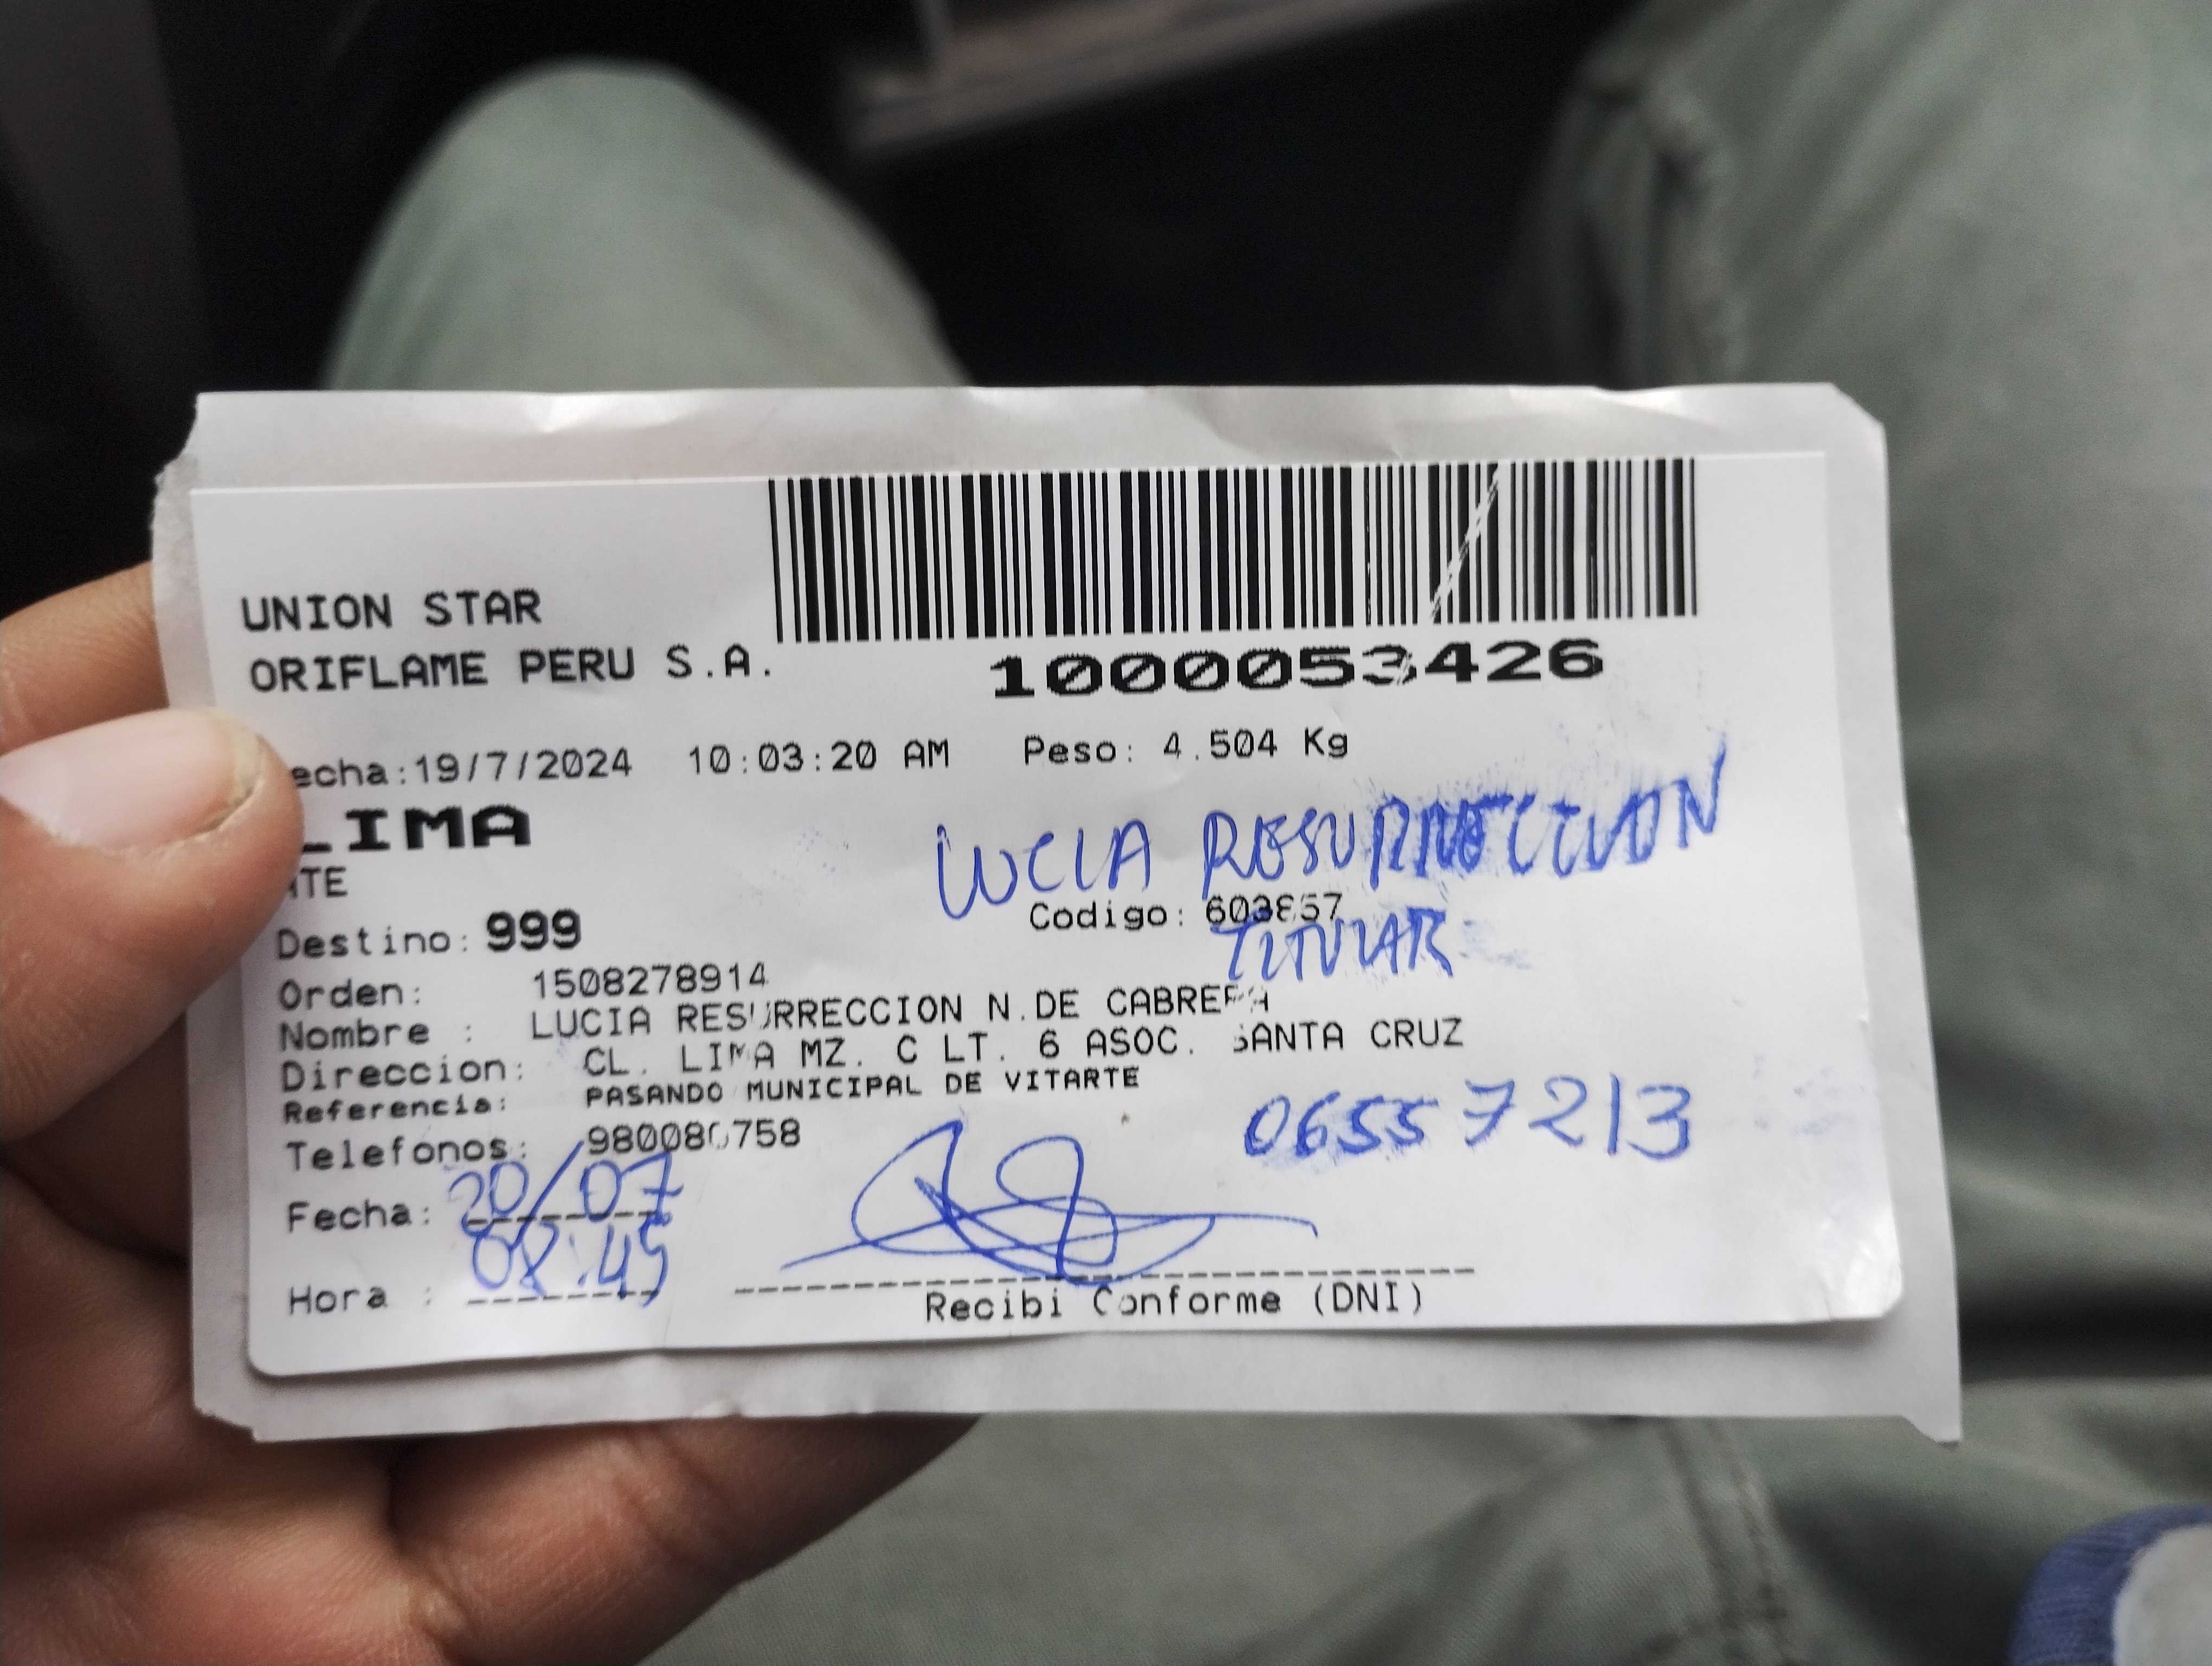 UNION STAR
ORIFLAME PERU S.A.
1000053426
echa:19/7/2024 10:03:20 AM Peso: 4.504 Kg
LIMA
ATE
LUCIA RESURRECCION
Destino: 999
Codigo:
TITULAR
Orden: 1508278914
Nombre : LUCIA RESURRECCION N.DE CABRERA
Direccion: CL. LIMA MZ. C LT. 6 ASOC. SANTA CRUZ
Referencia: PASANDO MUNICIPAL DE VITARTE
06557213
Telefonos:
Fecha: 20/07
Hora : 08:45
Recibi Conforme (DNI)